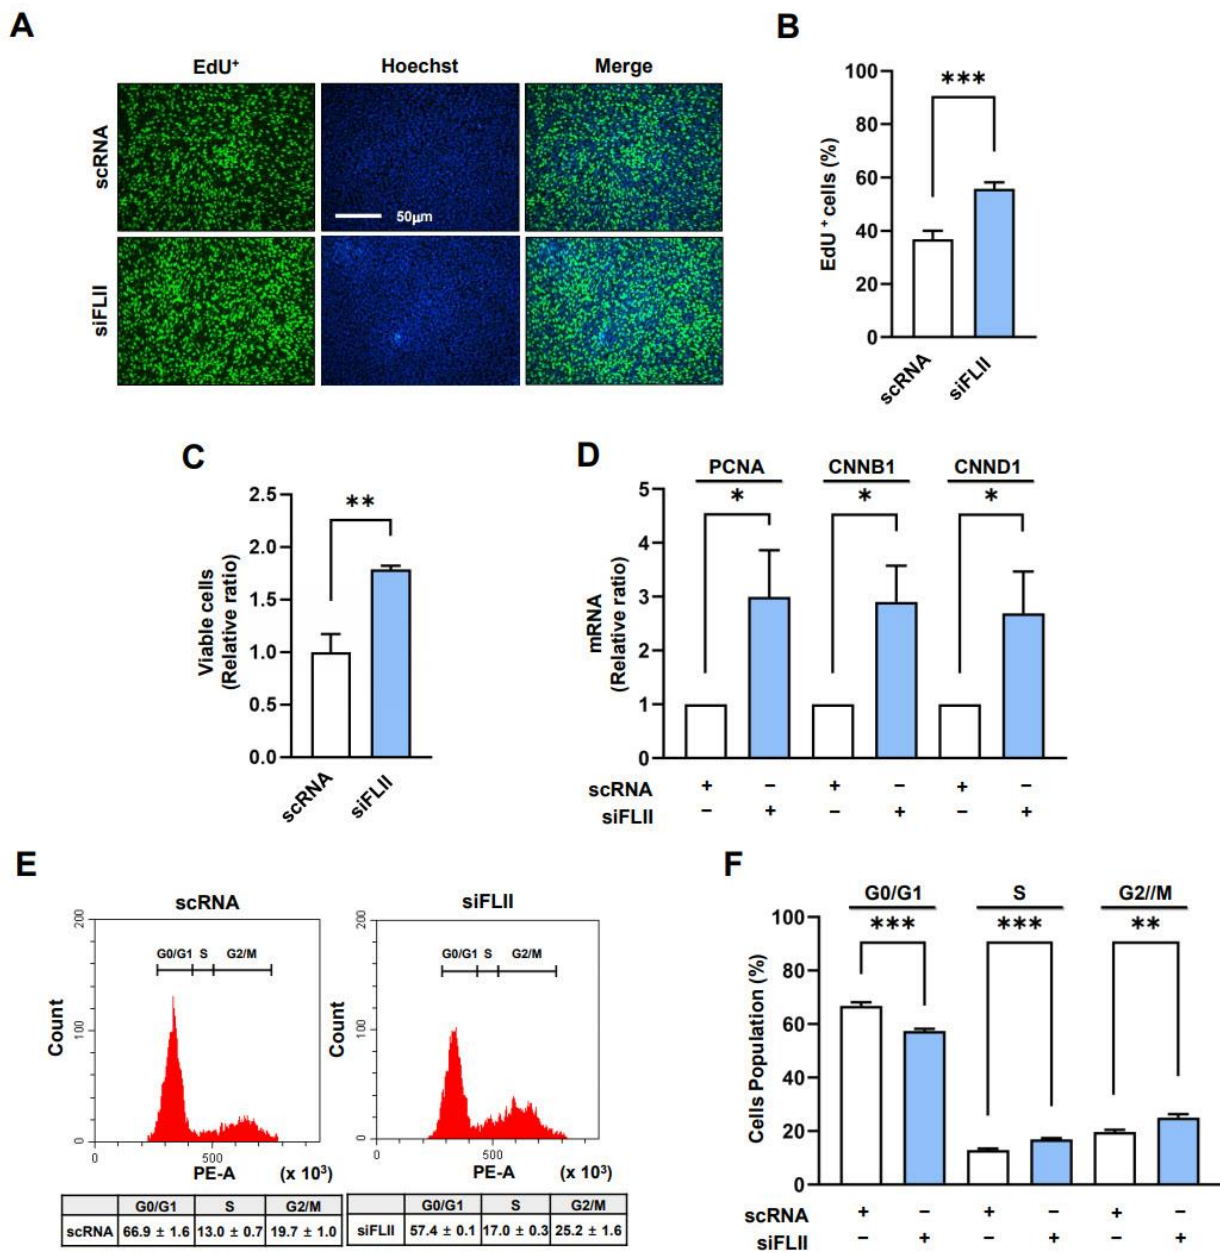 A
EdU⁺ Hoechst Merge
scRNA
50μm
siFLII
B
EdU ⁺ cells (%)
100
80
60
40
20
0
***
scRNA
siFLII
C
Viable cells
(Relative ratio)
2.5
2.0
1.5
1.0
0.5
0.0
**
scRNA
siFLII
D
PCNA CNNB1 CNND1
* * *
mRNA
(Relative ratio)
5
4
3
2
1
0
scRNA + − + − + −
siFLII − + − + − +
E
scRNA
Count
200
100
0
G0/G1 S G2/M
0 500
PE-A (x 10³)
G0/G1 S G2/M
scRNA 66.9 ± 1.6 13.0 ± 0.7 19.7 ± 1.0
siFLII
Count
200
100
0
G0/G1 S G2/M
0 500
PE-A (x 10³)
G0/G1 S G2/M
siFLII 57.4 ± 0.1 17.0 ± 0.3 25.2 ± 1.6
F
G0/G1 S G2//M
*** *** **
Cells Population (%)
100
80
60
40
20
0
scRNA + − + − + −
siFLII − + − + − +